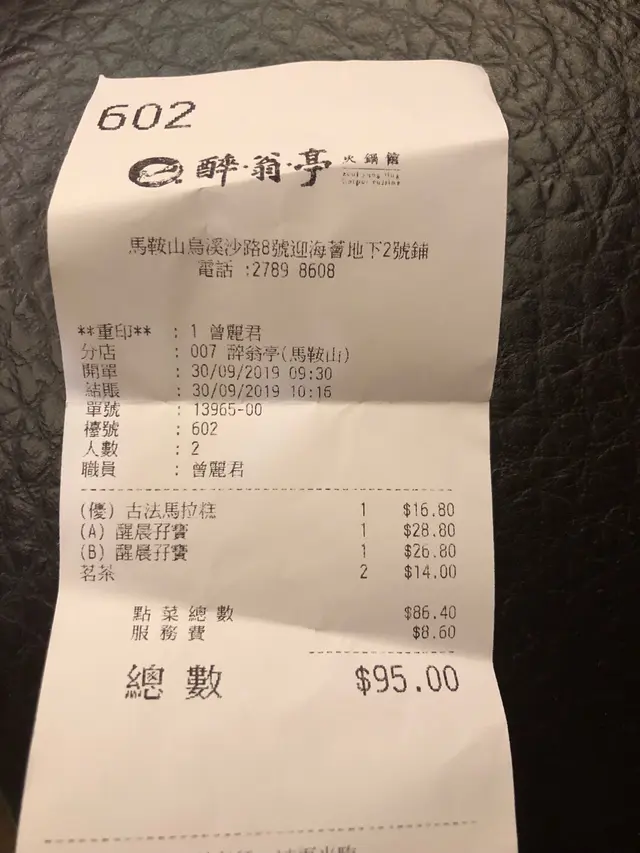 602
醉·翁·亭 火鍋館
馬鞍山烏溪沙路8號迎海薈地下2號鋪
電話 :2789 8608
**重印** : 1 曾麗君
分店 : 007 醉翁亭(馬鞍山)
開單 : 30/09/2019 09:30
結賬 : 30/09/2019 10:16
單號 : 13965-00
檯號 : 602
人數 : 2
職員 : 曾麗君
(優) 古法馬拉糕 1 $16.80
(A) 醒晨孖寶 1 $28.80
(B) 醒晨孖寶 1 $26.80
茗茶 2 $14.00
點菜總數 $86.40
服務費 $8.60
總數 $95.00